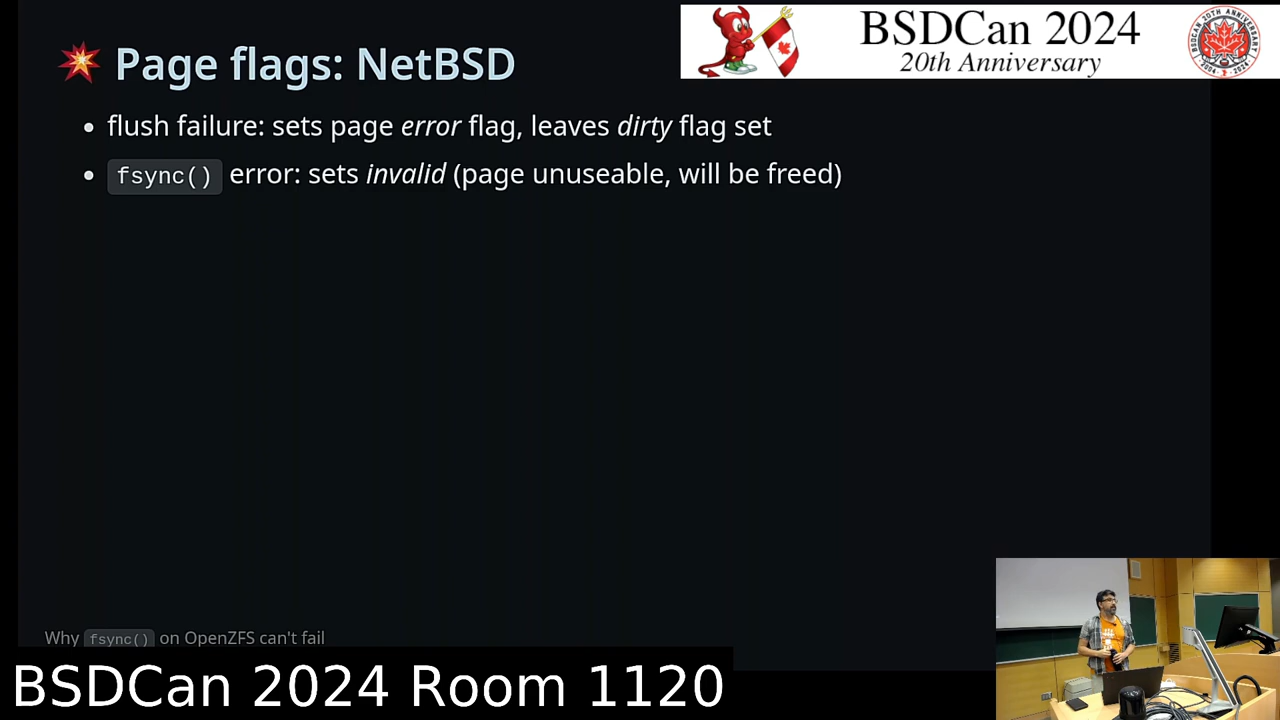 Page flags: NetBSD
BSDCan 2024
20th Anniversary
flush failure: sets page error flag, leaves dirty flag set
fsync() error: sets invalid (page unuseable, will be freed)
Why fsync() on OpenZFS can't fail
BSDCan 2024 Room 1120